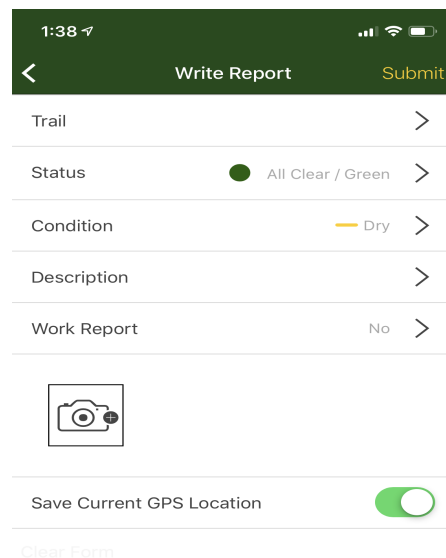 1:38
Write Report
Submit
Trail
Status
All Clear / Green
Condition
Dry
Description
Work Report
No
Save Current GPS Location
Clear Form